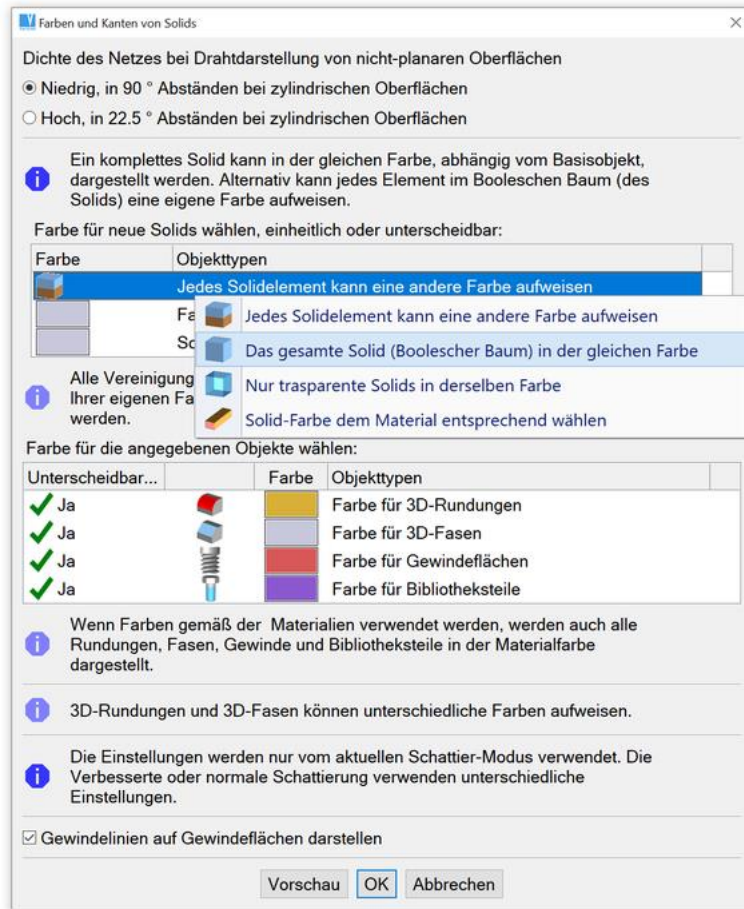 Farben und Kanten von Solids
Dichte des Netzes bei Drahtdarstellung von nicht-planaren Oberflächen
Niedrig, in 90 ° Abständen bei zylindrischen Oberflächen
Hoch, in 22.5 ° Abständen bei zylindrischen Oberflächen
Ein komplettes Solid kann in der gleichen Farbe, abhängig vom Basisobjekt,
dargestellt werden. Alternativ kann jedes Element im Booleschen Baum (des
Solids) eine eigene Farbe aufweisen.
Farbe für neue Solids wählen, einheitlich oder unterscheidbar:
Farbe Objekttypen
Jedes Solidelement kann eine andere Farbe aufweisen
Fa
So
Jedes Solidelement kann eine andere Farbe aufweisen
Das gesamte Solid (Boolescher Baum) in der gleichen Farbe
Nur trasparente Solids in derselben Farbe
Solid-Farbe dem Material entsprechend wählen
Alle Vereinigung
Ihrer eigenen Fa
werden.
Farbe für die angegebenen Objekte wählen:
Unterscheidbar... Farbe Objekttypen
Ja Farbe für 3D-Rundungen
Ja Farbe für 3D-Fasen
Ja Farbe für Gewindeflächen
Ja Farbe für Bibliotheksteile
Wenn Farben gemäß der Materialien verwendet werden, werden auch alle
Rundungen, Fasen, Gewinde und Bibliotheksteile in der Materialfarbe
dargestellt.
3D-Rundungen und 3D-Fasen können unterschiedliche Farben aufweisen.
Die Einstellungen werden nur vom aktuellen Schattier-Modus verwendet. Die
Verbesserte oder normale Schattierung verwenden unterschiedliche
Einstellungen.
Gewindelinien auf Gewindeflächen darstellen
Vorschau OK Abbrechen